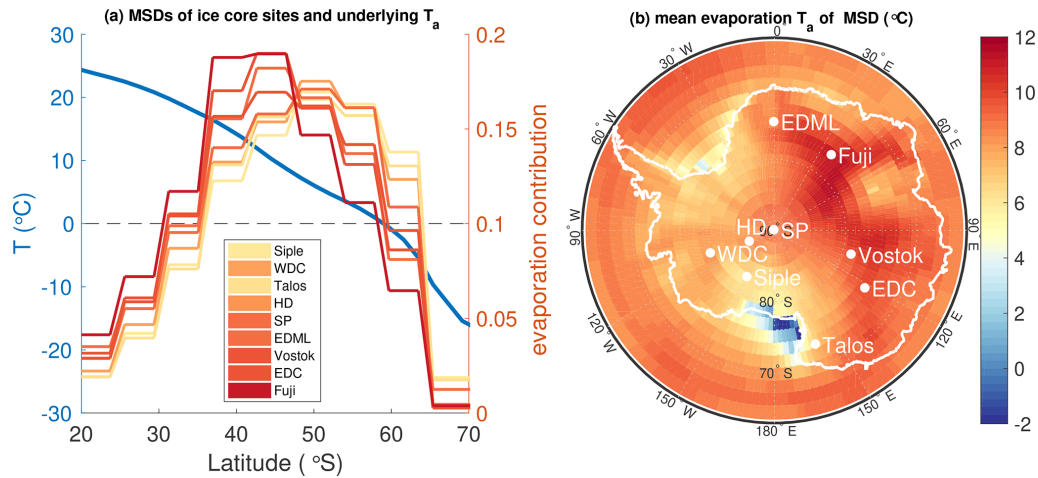 (a) MSDs of ice core sites and underlying Tₐ
T (°C)
30
20
10
0
-10
-20
-30
20
30
40
50
60
70
Latitude ( °S)
0.2
0.15
0.1
0.05
0
evaporation contribution
Siple
WDC
Talos
HD
SP
EDML
Vostok
EDC
Fuji
(b) mean evaporation Tₐ of MSD (°C)
0
30° W
30° E
60° W
60° E
90° W
90° E
120° W
120° E
150° W
150° E
180° E
90° S
80° S
70° S
EDML
Fuji
HD
SP
WDC
Vostok
Siple
EDC
Talos
12
10
8
6
4
2
0
-2